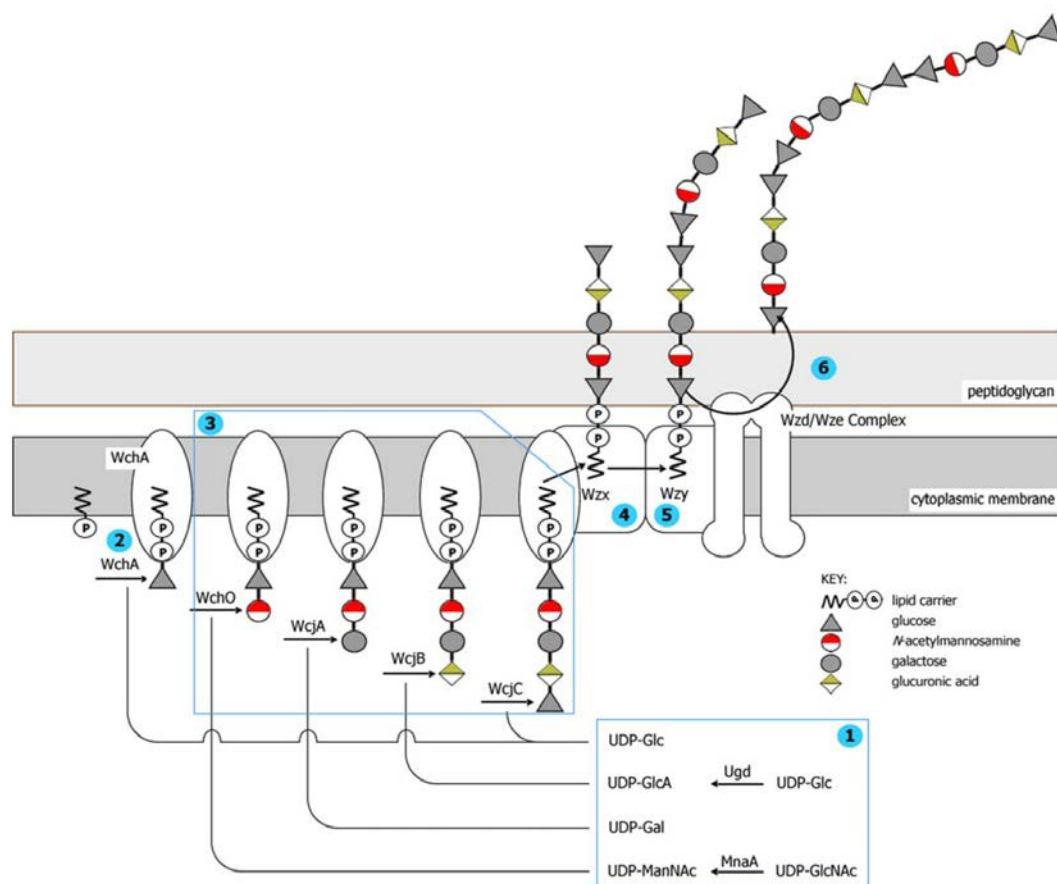 6
peptidoglycan
Wzd/Wze Complex
3
WchA
P
P
P
P
Wzx
Wzy
cytoplasmic membrane
4
5
P
P
P
P
P
P
P
P
P
P
P
2
WchA
WchO
WcjA
WcjB
WcjC
KEY:
P P lipid carrier
glucose
N-acetylmannosamine
galactose
glucuronic acid
1
UDP-Glc
UDP-GlcA Ugd UDP-Glc
UDP-Gal
UDP-ManNAc MnaA UDP-GlcNAc